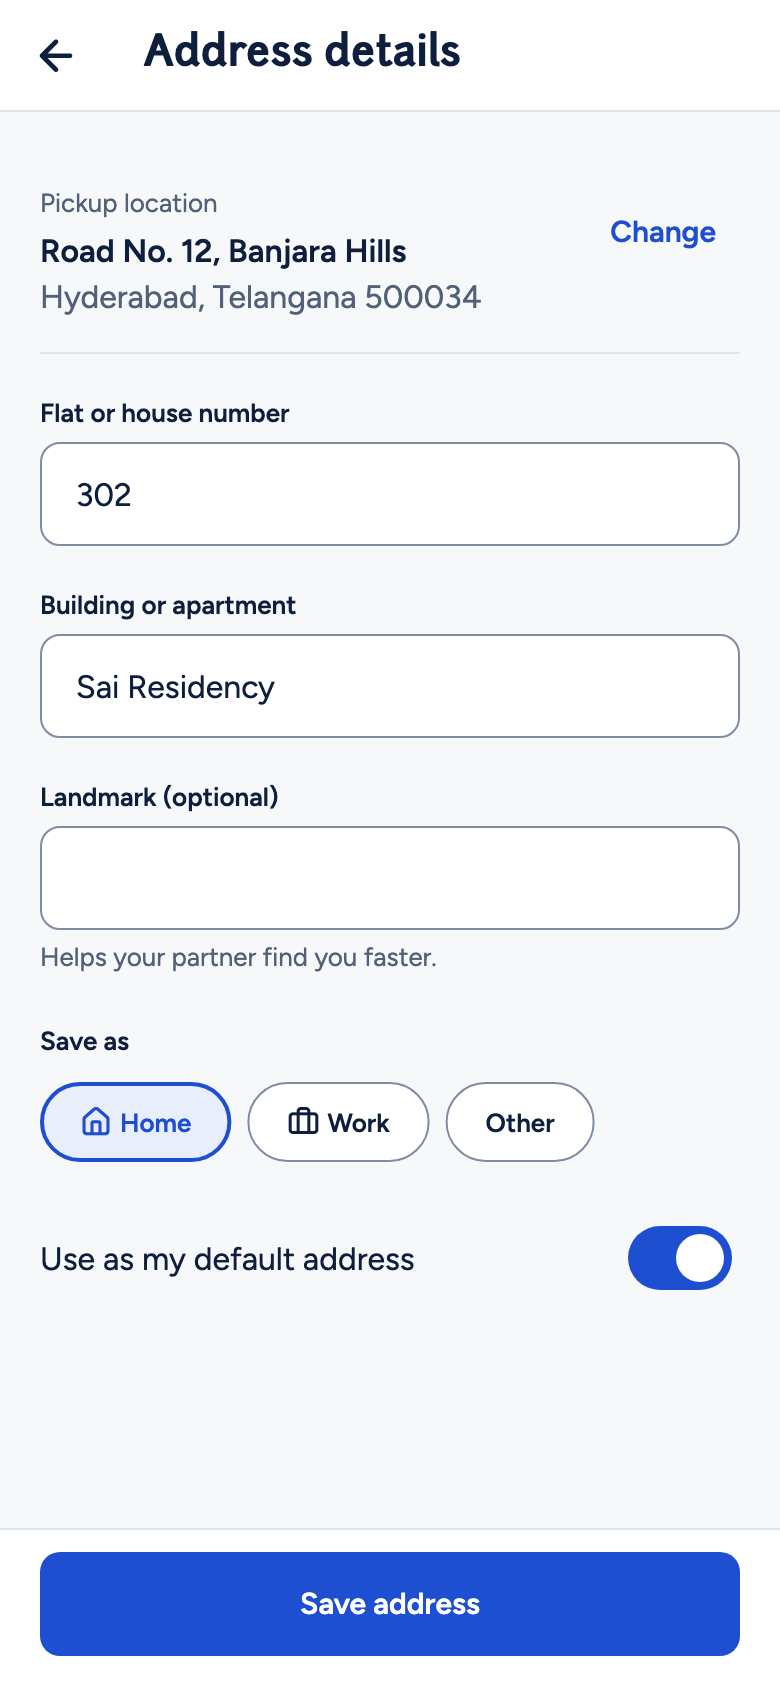 Address details
Pickup location
Road No. 12, Banjara Hills
Change
Hyderabad, Telangana 500034
Flat or house number
302
Building or apartment
Sai Residency
Landmark (optional)
Helps your partner find you faster.
Save as
Home
Work
Other
Use as my default address
Save address